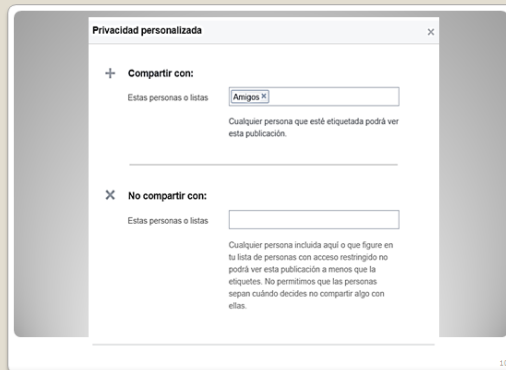 Privacidad personalizada ×
+ Compartir con:
Estas personas o listas Amigos ×
Cualquier persona que esté etiquetada podrá ver
esta publicación.
× No compartir con:
Estas personas o listas
Cualquier persona incluida aquí o que figure en
tu lista de personas con acceso restringido no
podrá ver esta publicación a menos que la
etiquetes. No permitimos que las personas
sepan cuándo decides no compartir algo con
ellas.